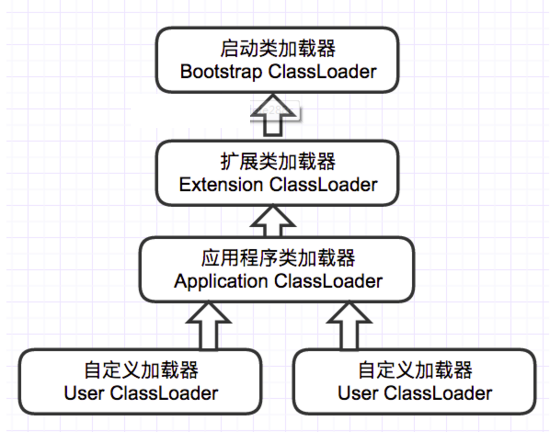 启动类加载器
Bootstrap ClassLoader
扩展类加载器
Extension ClassLoader
应用程序类加载器
Application ClassLoader
自定义加载器
User ClassLoader
自定义加载器
User ClassLoader